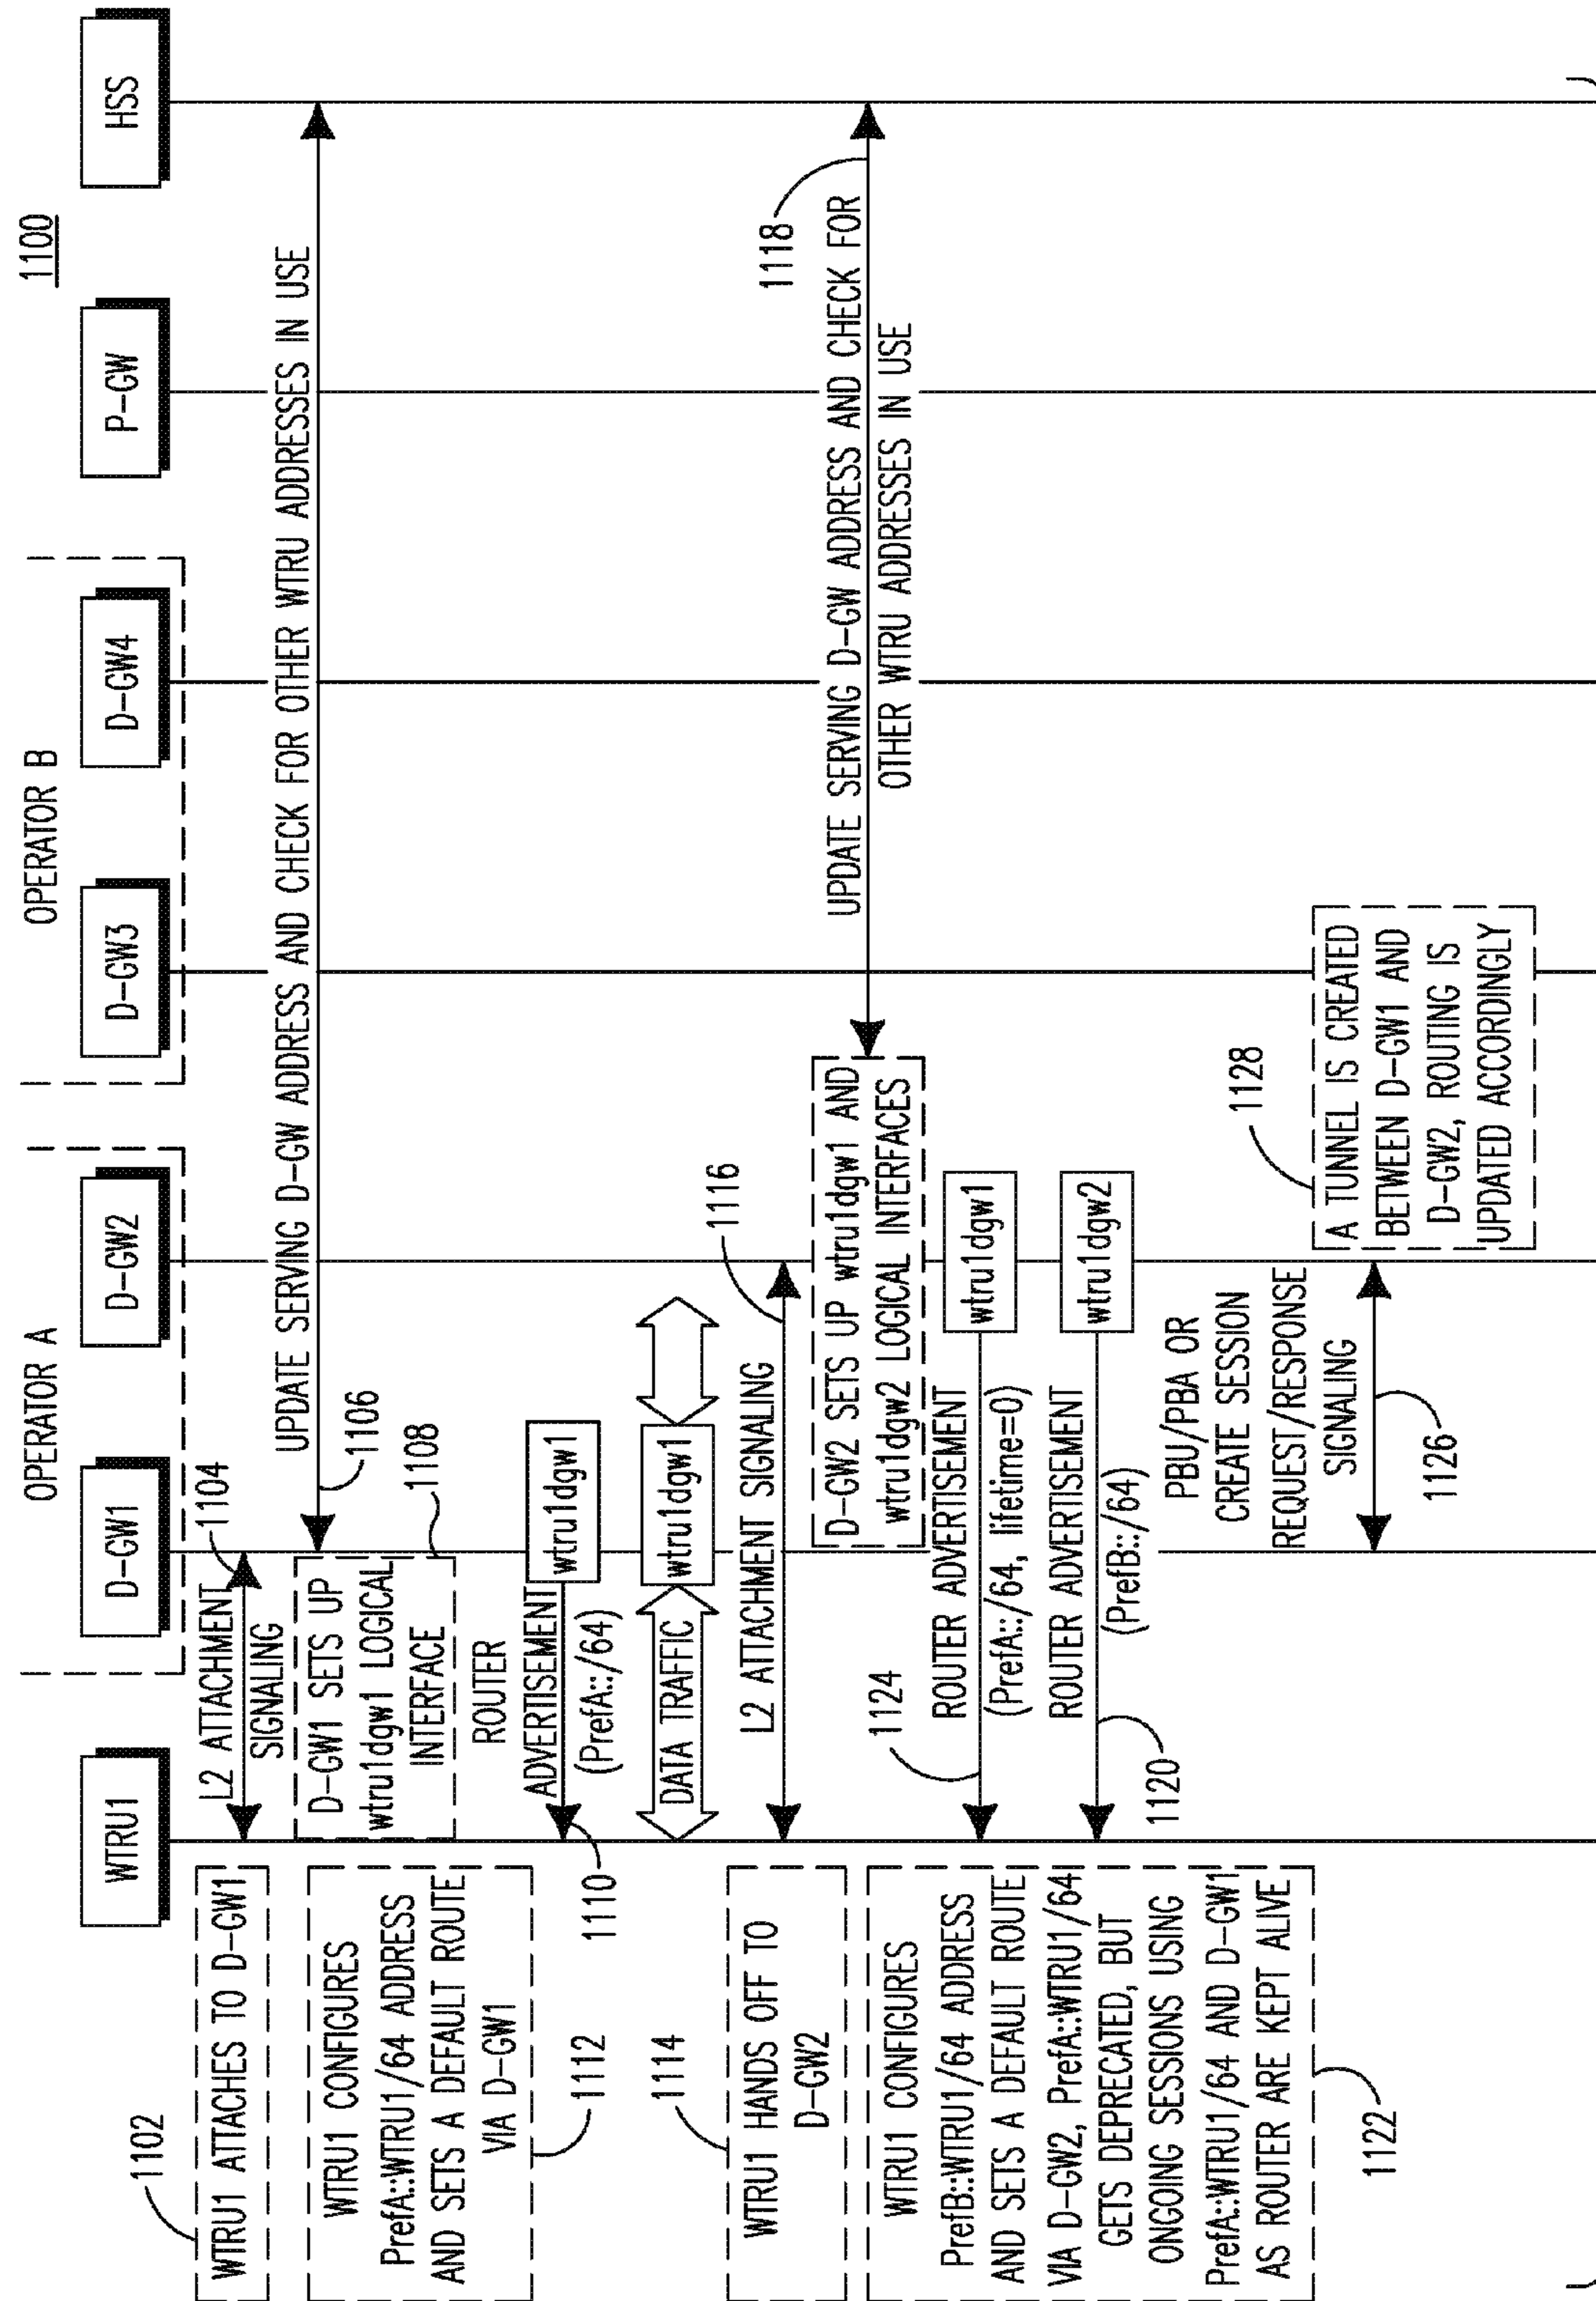 1100
OPERATOR A
OPERATOR B
WTRU1
D-GW1
D-GW2
D-GW3
D-GW4
P-GW
HSS
1102
WTRU1 ATTACHES TO D-GW1
L2 ATTACHMENT
SIGNALING
1104
UPDATE SERVING D-GW ADDRESS AND CHECK FOR OTHER WTRU ADDRESSES IN USE
1106
D-GW1 SETS UP
wtru1dgw1 LOGICAL
INTERFACE
1108
WTRU1 CONFIGURES
PrefA::WTRU1/64 ADDRESS
AND SETS A DEFAULT ROUTE
VIA D-GW1
1112
ROUTER
ADVERTISEMENT
(PrefA::/64)
wtru1dgw1
1110
DATA TRAFFIC
wtru1dgw1
1114
WTRU1 HANDS OFF TO
D-GW2
L2 ATTACHMENT SIGNALING
1116
D-GW2 SETS UP wtru1dgw1 AND
wtru1dgw2 LOGICAL INTERFACES
UPDATE SERVING D-GW ADDRESS AND CHECK FOR
OTHER WTRU ADDRESSES IN USE
1118
WTRU1 CONFIGURES
PrefB::WTRU1/64 ADDRESS
AND SETS A DEFAULT ROUTE
VIA D-GW2, PrefA::WTRU1/64
GETS DEPRECATED, BUT
ONGOING SESSIONS USING
PrefA::WTRU1/64 AND D-GW1
AS ROUTER ARE KEPT ALIVE
1122
1124
ROUTER ADVERTISEMENT
(PrefA::/64, lifetime=0)
wtru1dgw1
ROUTER ADVERTISEMENT
(PrefB::/64)
wtru1dgw2
1120
PBU/PBA OR
CREATE SESSION
REQUEST/RESPONSE
SIGNALING
1126
1128
A TUNNEL IS CREATED
BETWEEN D-GW1 AND
D-GW2, ROUTING IS
UPDATED ACCORDINGLY